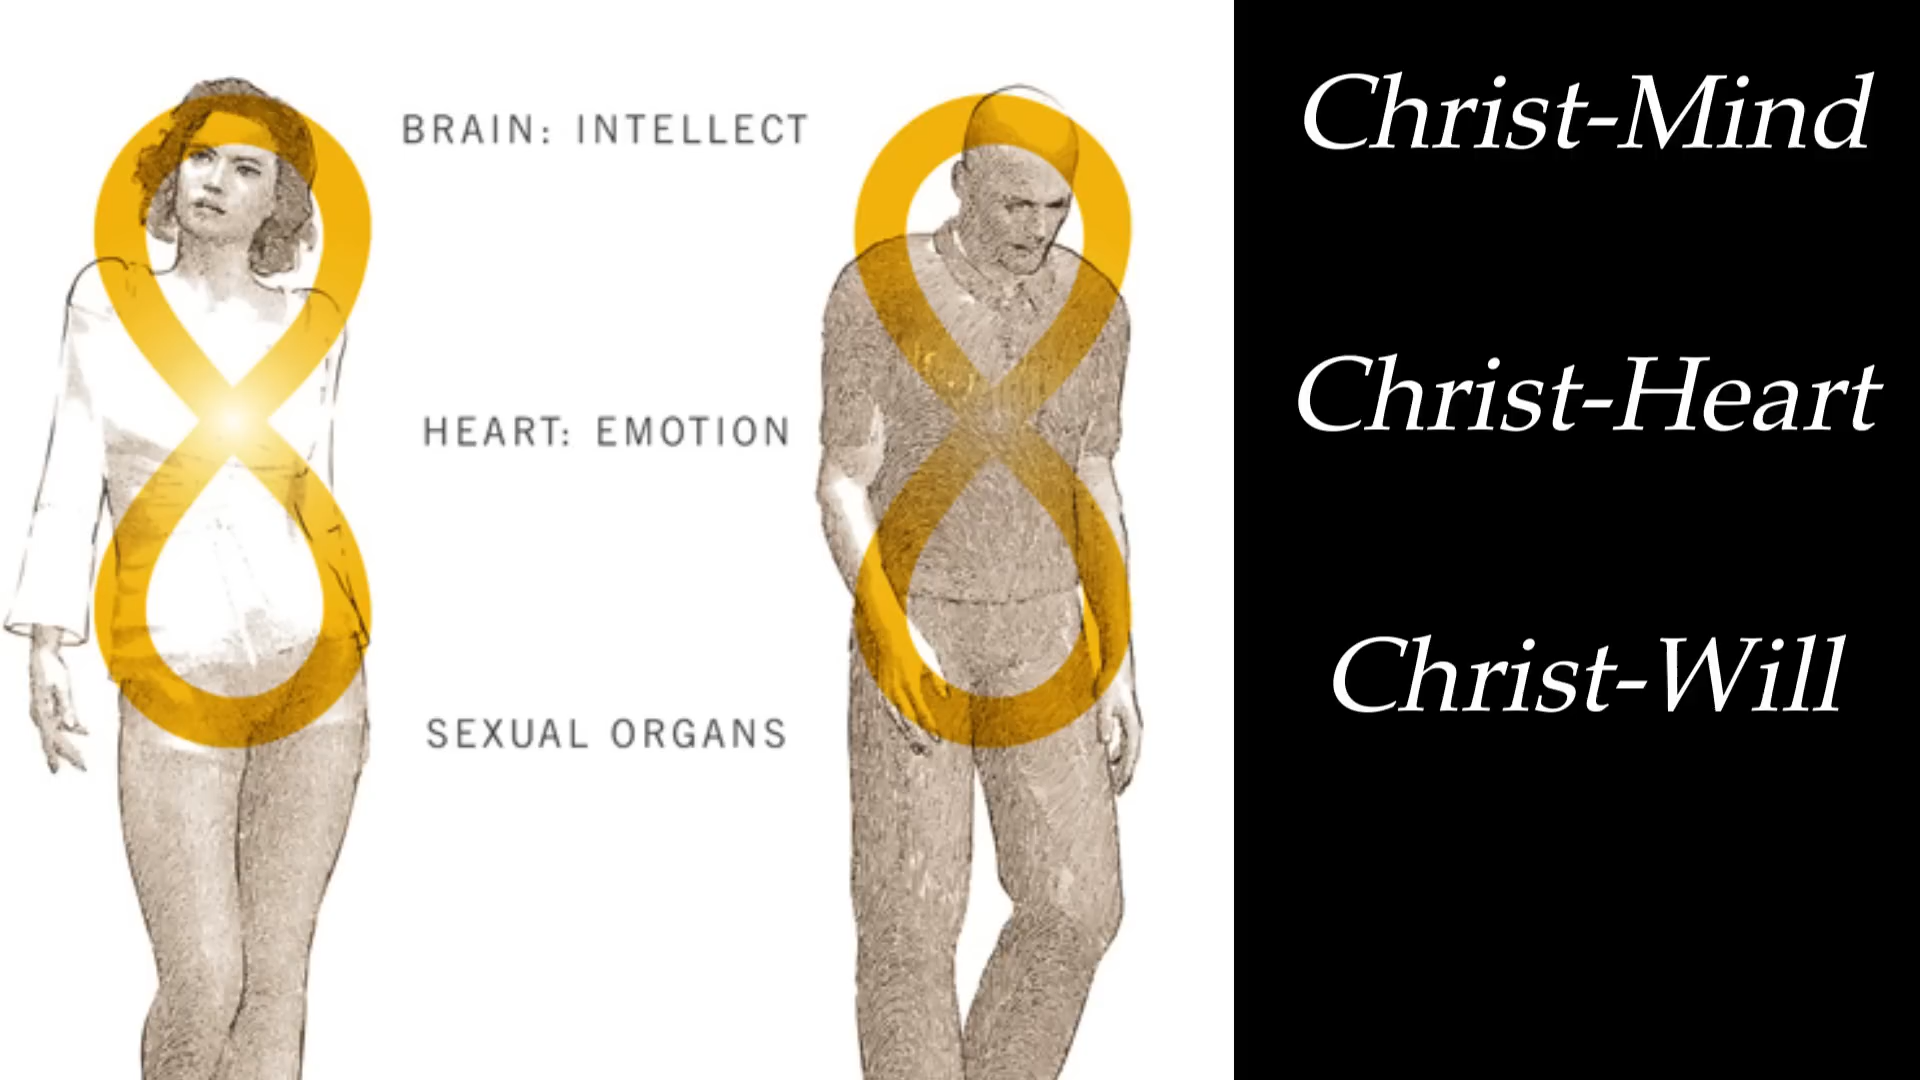 BRAIN: INTELLECT
HEART: EMOTION
SEXUAL ORGANS
Christ-Mind
Christ-Heart
Christ-Will